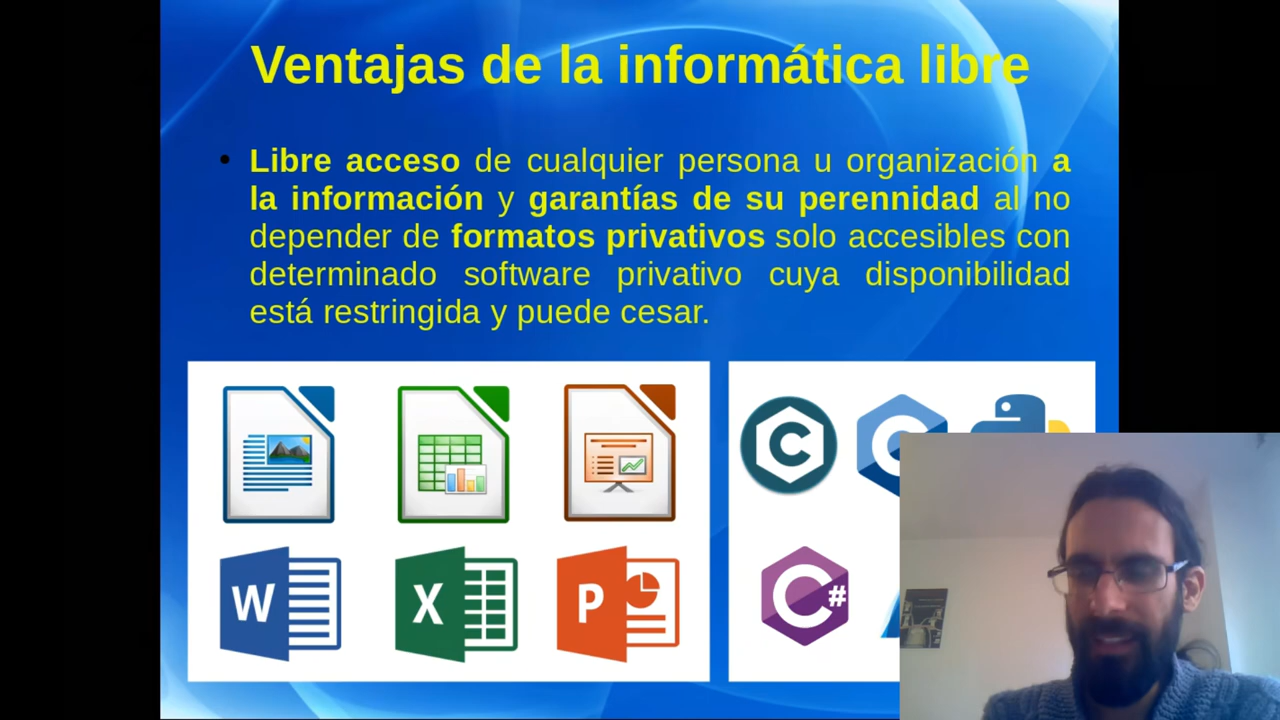 Ventajas de la informática libre
• Libre acceso de cualquier persona u organización a
la información y garantías de su perennidad al no
depender de formatos privativos solo accesibles con
determinado software privativo cuya disponibilidad
está restringida y puede cesar.
C C
W X P C#